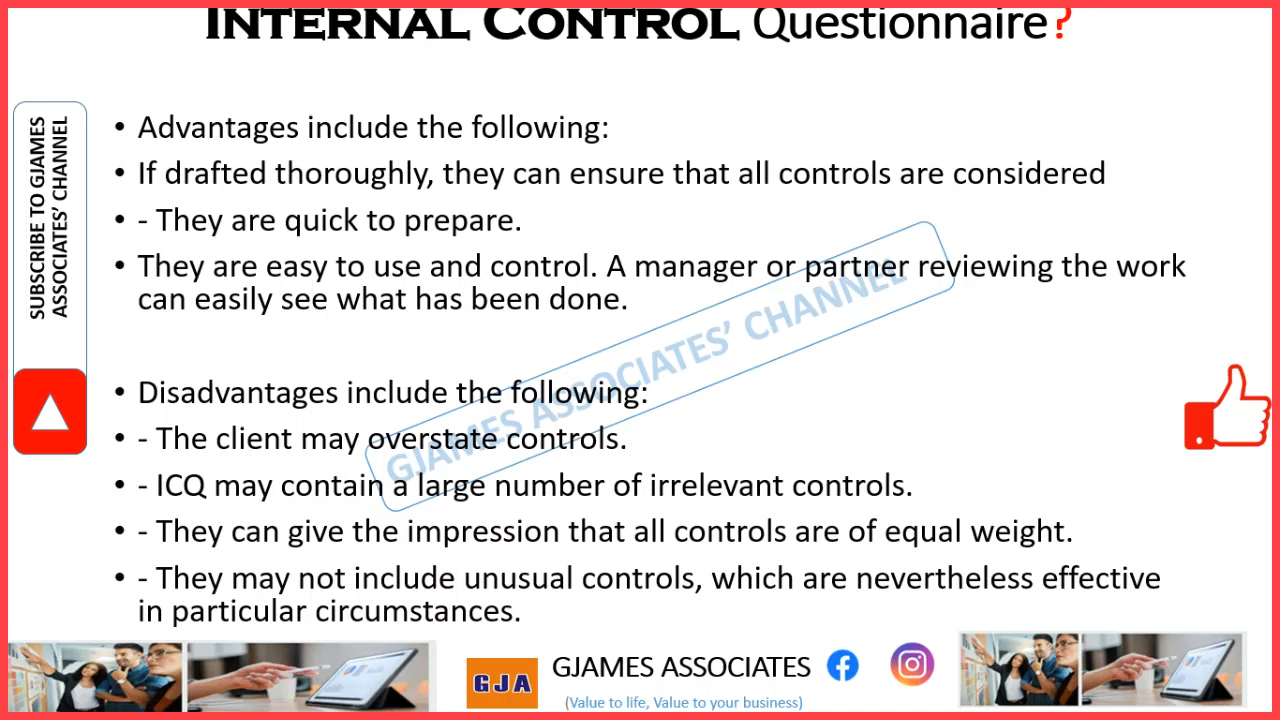 INTERNAL CONTROL Questionnaire?
SUBSCRIBE TO GJAMES
ASSOCIATES' CHANNEL
• Advantages include the following:
• If drafted thoroughly, they can ensure that all controls are considered
• - They are quick to prepare.
• They are easy to use and control. A manager or partner reviewing the work
can easily see what has been done.
• Disadvantages include the following:
• - The client may overstate controls.
• - ICQ may contain a large number of irrelevant controls.
• - They can give the impression that all controls are of equal weight.
• - They may not include unusual controls, which are nevertheless effective
in particular circumstances.
GJAMES ASSOCIATES' CHANNEL
GJA
GJAMES ASSOCIATES
(Value to life, Value to your business)